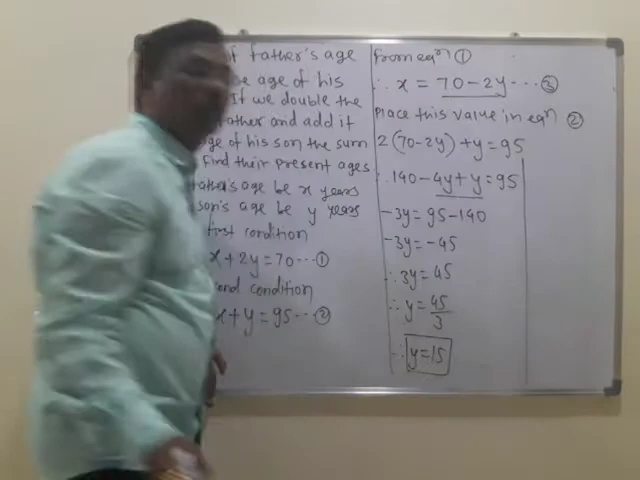 f Father's age
e age of his
If we double the
father and add it
age of his son the sum
Find their present ages
father's age be x years
son's age be y years
first condition
x+2y=70...①
cond condition
x+y=95...②
From eqn ①
∴ x = 70-2y...③
Place this value in eqn ②
2(70-2y)+y=95
∴ 140-4y+y=95
-3y=95-140
-3y=-45
∴ 3y=45
∴ y=45/3
∴ y=15